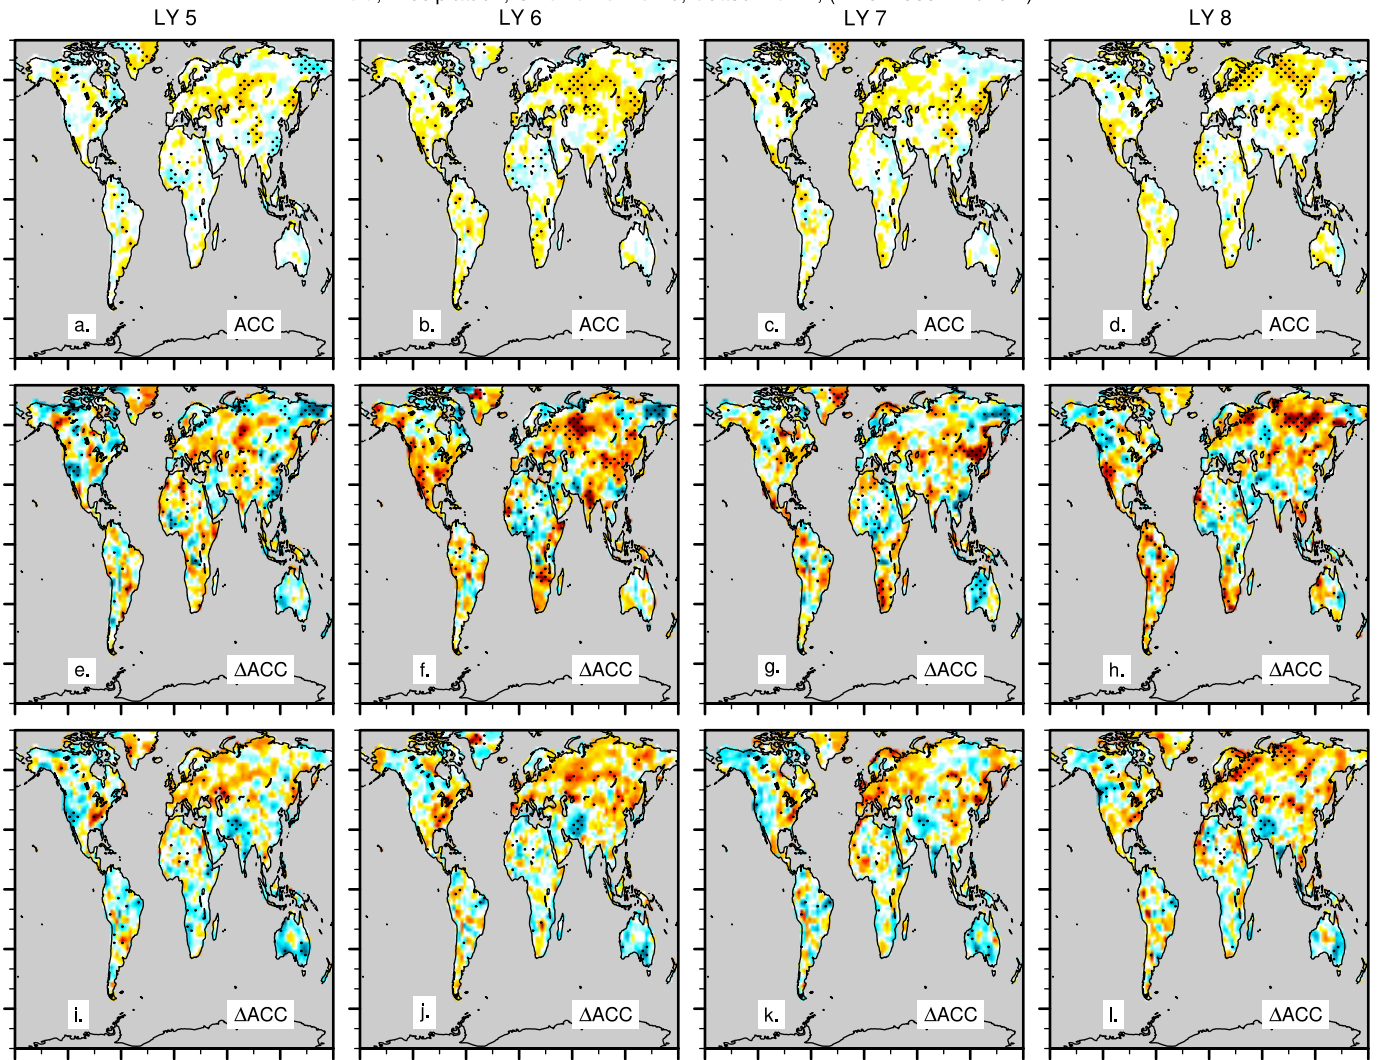 LY 5
LY 6
LY 7
LY 8
a.
ACC
b.
ACC
c.
ACC
d.
ACC
e.
ΔACC
f.
ΔACC
g.
ΔACC
h.
ΔACC
i.
ΔACC
j.
ΔACC
k.
ΔACC
l.
ΔACC